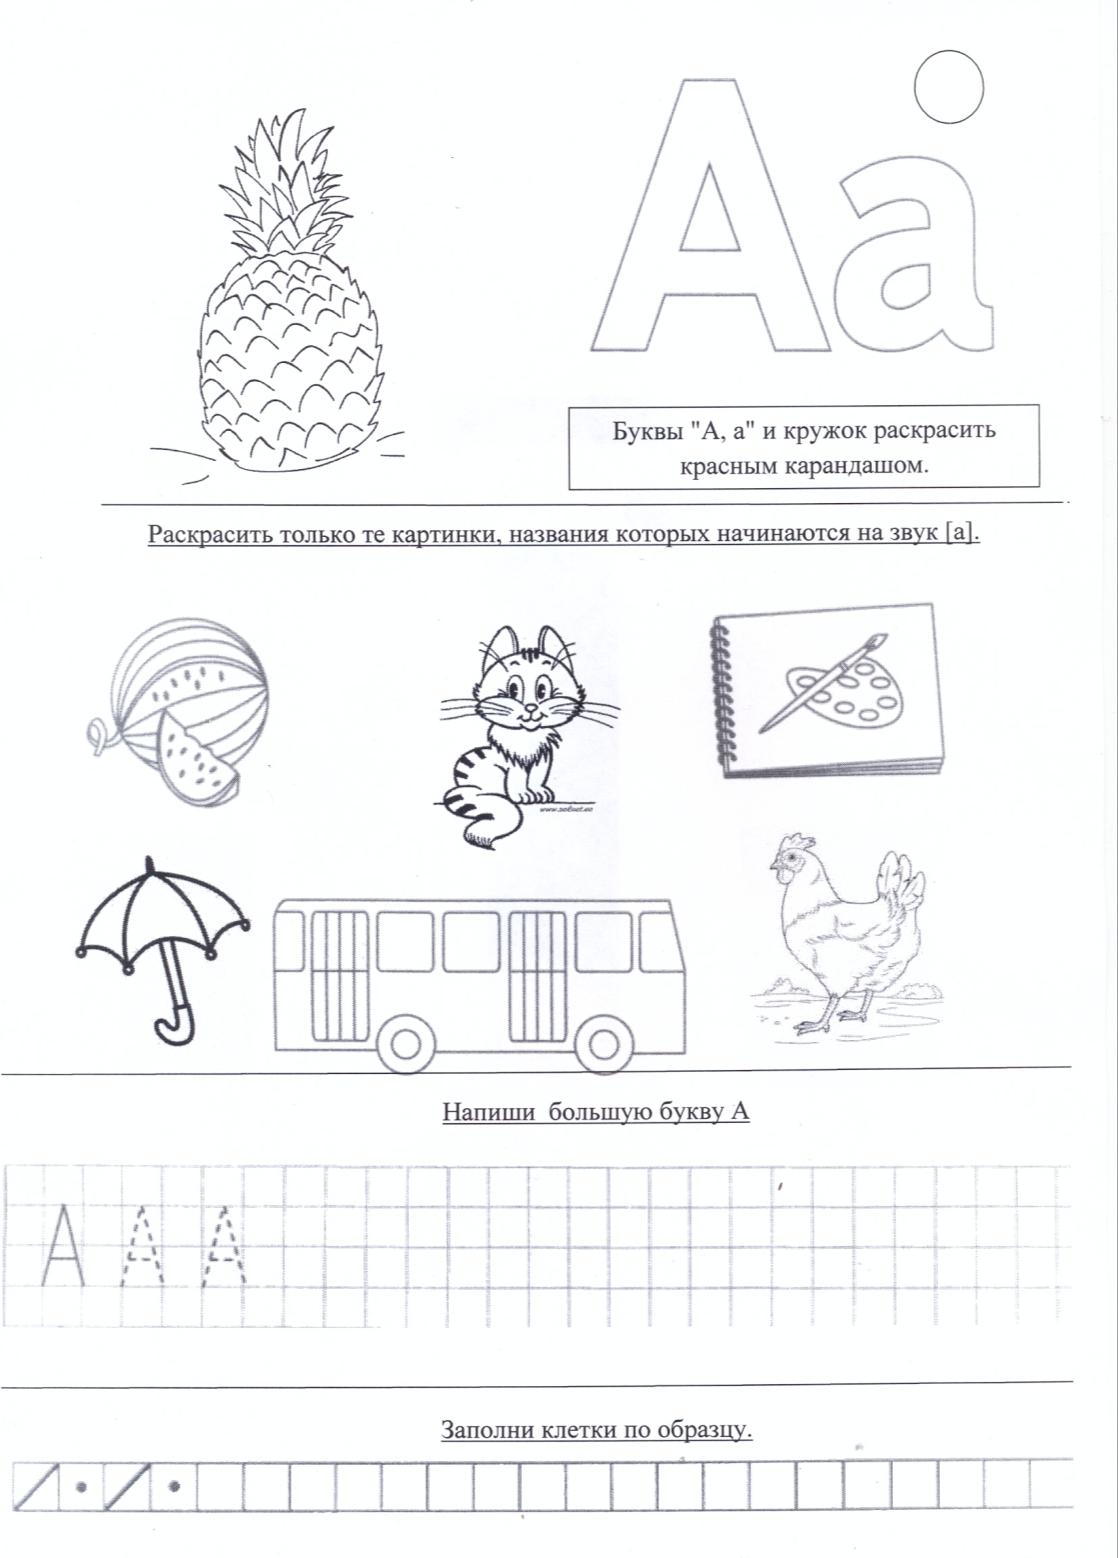 Аа
Буквы "А, а" и кружок раскрасить
красным карандашом.
Раскрасить только те картинки, названия которых начинаются на звук [а].
Напиши  большую букву А
А А А
Заполни клетки по образцу.